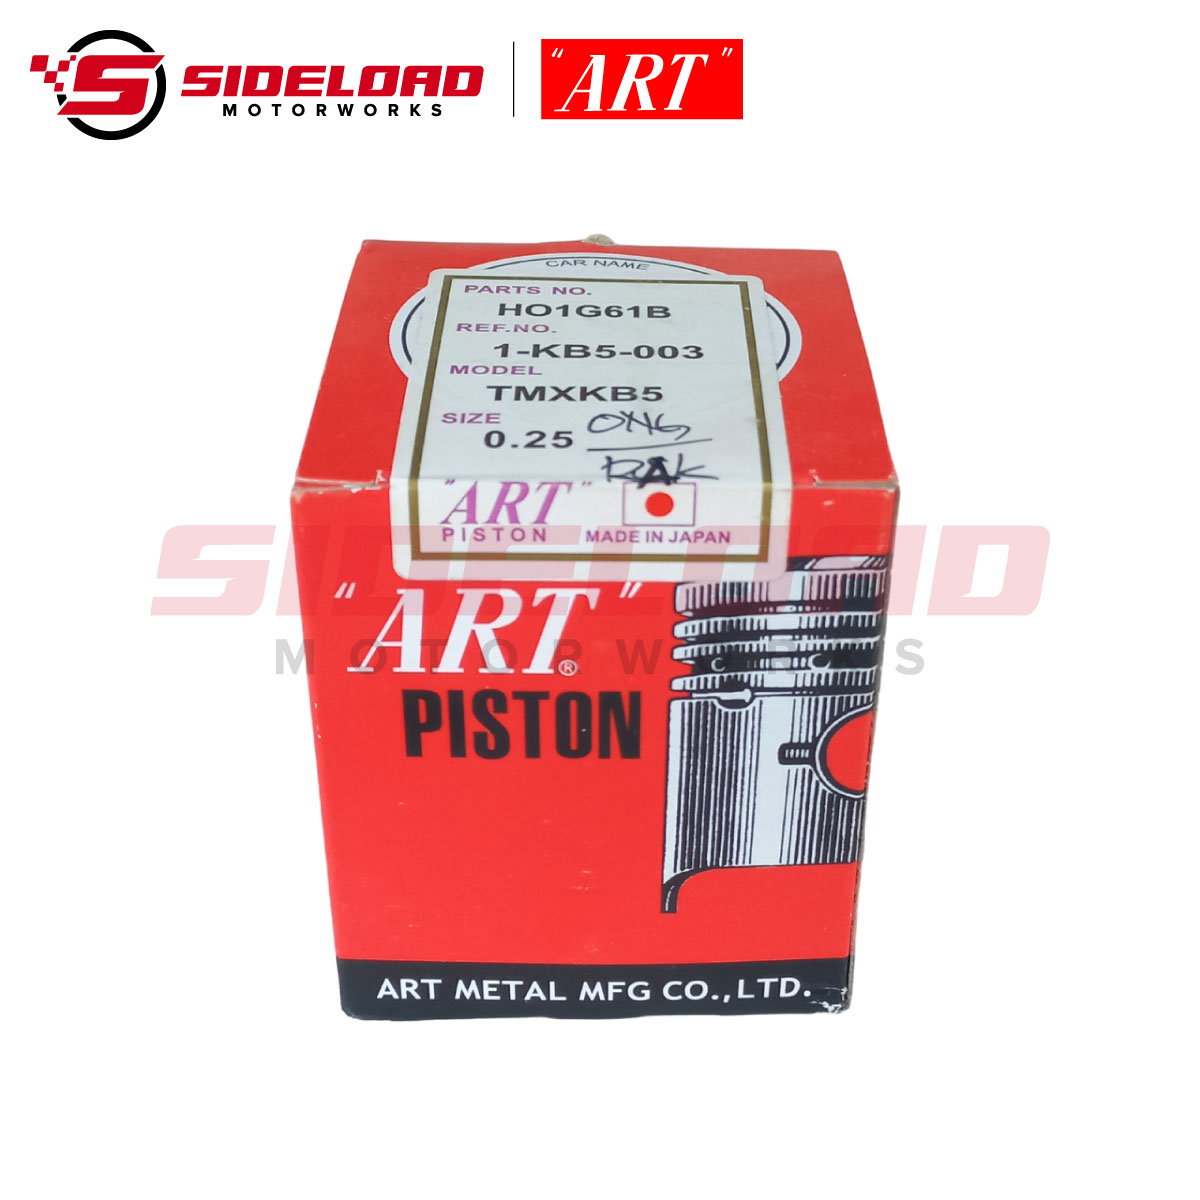 SIDELOAD
MOTORWORKS
"ART"
CAR NAME
PARTS NO.
HO1G61B
REF.NO.
1-KB5-003
MODEL
TMXKB5
SIZE
0.25
RAK
"ART"
PISTON
MADE IN JAPAN
SIDELOAD
MOTORWORKS
"ART"®
PISTON
ART METAL MFG CO.,LTD.